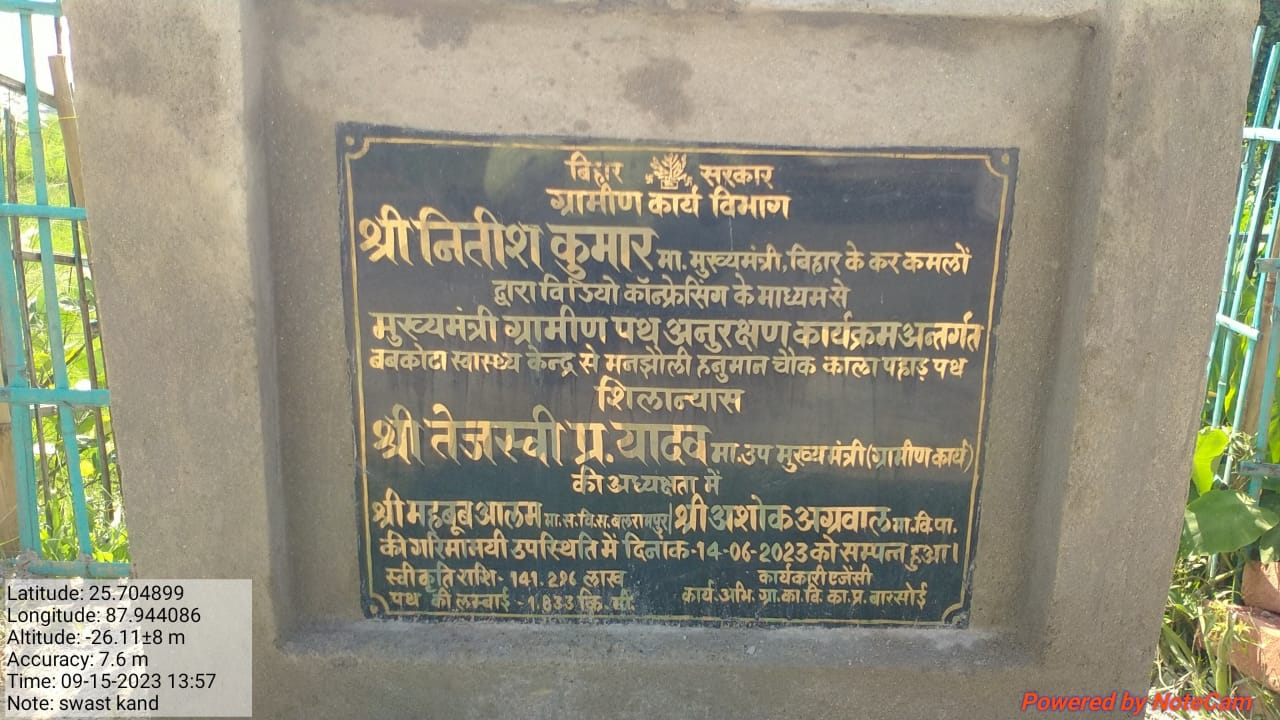 बिहार सरकार
ग्रामीण कार्य विभाग
श्री नितीश कुमार मा. मुख्यमंत्री, बिहार के कर कमलों
द्वारा विडियो कॉन्फ्रेसिंग के माध्यम से
मुख्यमंत्री ग्रामीण पथ अनुरक्षण कार्यक्रम अन्तर्गत
बबकोटा स्वास्थ्य केन्द्र से मनझौली हनुमान चौक काला पहाड़ पथ
शिलान्यास
श्री तेजस्वी प्र. यादव मा. उप मुख्यमंत्री (ग्रामीण कार्य)
की अध्यक्षता में
श्री महबूब आलम मा. स. वि. स. बलरामपुर श्री अशोक अग्रवाल मा. वि. पा.
की गरिमामयी उपस्थिति में दिनांक-14-06-2023 को सम्पन्न हुआ।
स्वीकृति राशि- 141.216 लाख कार्यकारी एजेंसी
पथ की लम्बाई - 1.833 कि. मी. कार्य. अभि. ग्रा. का. वि. का. प्र. बारसोई
Latitude: 25.704899
Longitude: 87.944086
Altitude: -26.11±8 m
Accuracy: 7.6 m
Time: 09-15-2023 13:57
Note: swast kand
Powered by NoteCam